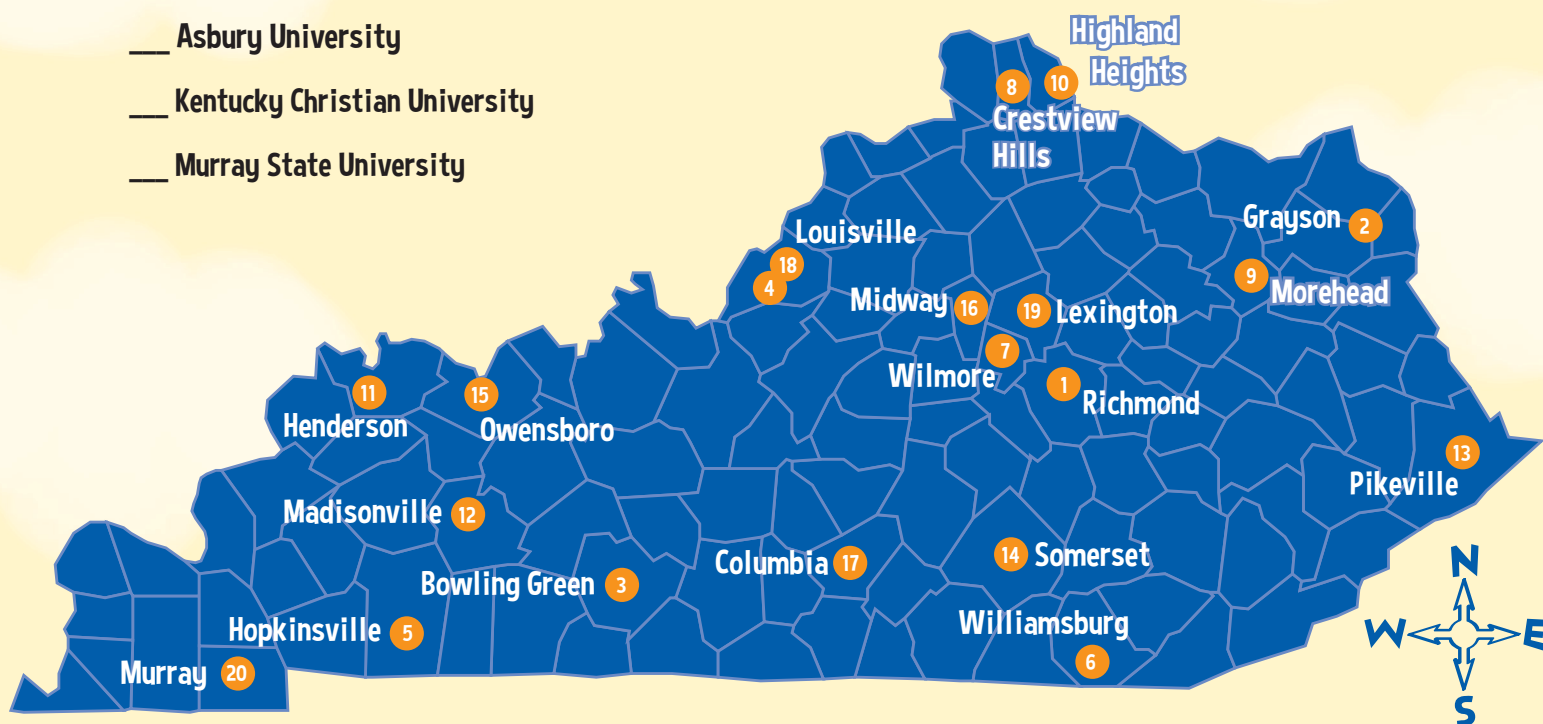 ___ Asbury University
___ Kentucky Christian University
___ Murray State University
Highland
Heights
8
10
Crestview
Hills
Grayson 2
Louisville
18
4
9
Morehead
Midway 16
19 Lexington
7
Wilmore
1
Richmond
11
Henderson
15
Owensboro
13
Pikeville
Madisonville 12
Columbia 17
14 Somerset
Bowling Green 3
Hopkinsville 5
Williamsburg
6
Murray 20
N
W
E
S